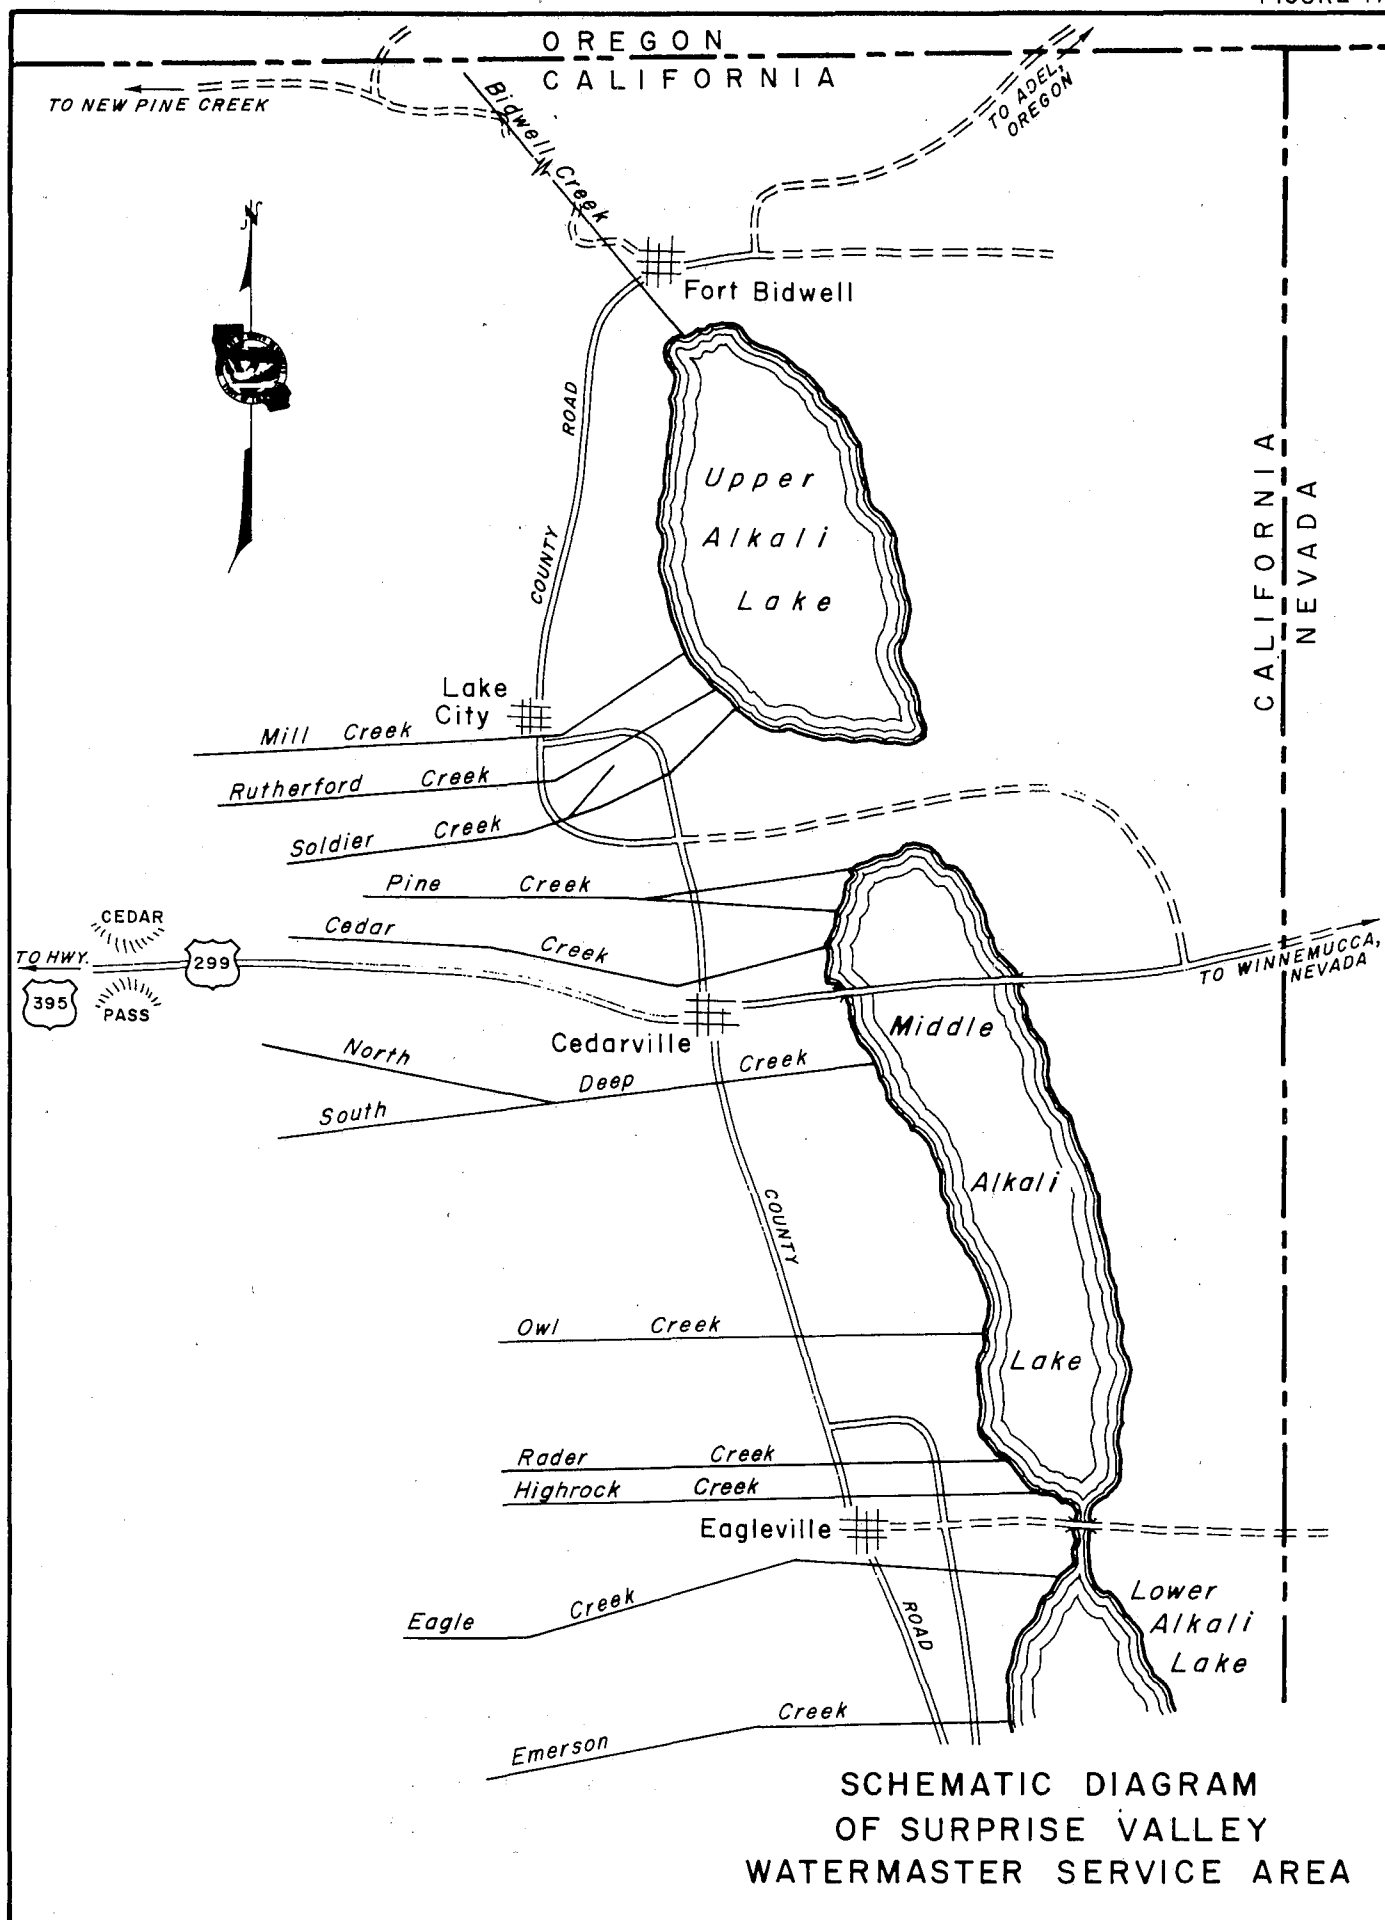 OREGON
CALIFORNIA
TO NEW PINE CREEK
Bidwell Creek
TO ADEL,
OREGON
N
Fort Bidwell
COUNTY ROAD
Upper
Alkali
Lake
CALIFORNIA
NEVADA
Lake
City
Mill Creek
Rutherford Creek
Soldier Creek
Pine Creek
CEDAR
PASS
Cedar Creek
TO HWY.
395
299
TO WINNEMUCCA,
NEVADA
Cedarville
Middle
Alkali
Lake
North
South
Deep Creek
COUNTY
Owl Creek
Rader Creek
Highrock Creek
Eagleville
Eagle Creek
ROAD
Lower
Alkali
Lake
Emerson Creek
SCHEMATIC DIAGRAM
OF SURPRISE VALLEY
WATERMASTER SERVICE AREA